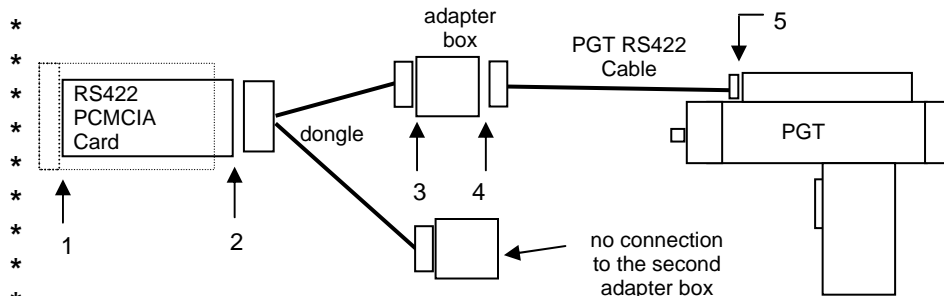 *
*
*
*
*
*
*
*
*
adapter
box
5
PGT RS422
Cable
RS422
PCMCIA
Card
dongle
PGT
3
4
1
2
no connection
to the second
adapter box